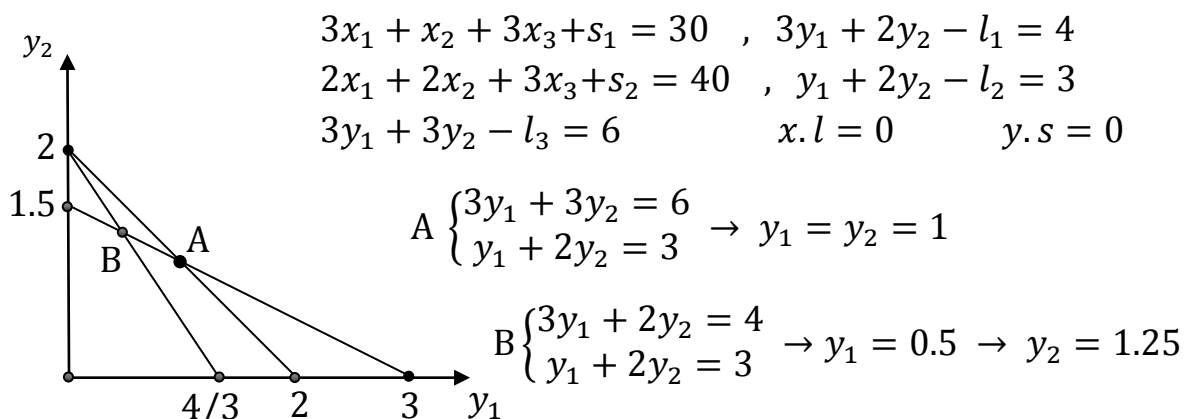 3x₁ + x₂ + 3x₃+s₁ = 30 , 3y₁ + 2y₂ − l₁ = 4
2x₁ + 2x₂ + 3x₃+s₂ = 40 , y₁ + 2y₂ − l₂ = 3
3y₁ + 3y₂ − l₃ = 6 x. l = 0 y. s = 0
y₂
2
1.5
B
A
4/3
2
3
y₁
A {3y₁ + 3y₂ = 6
y₁ + 2y₂ = 3 → y₁ = y₂ = 1
B {3y₁ + 2y₂ = 4
y₁ + 2y₂ = 3 → y₁ = 0.5 → y₂ = 1.25